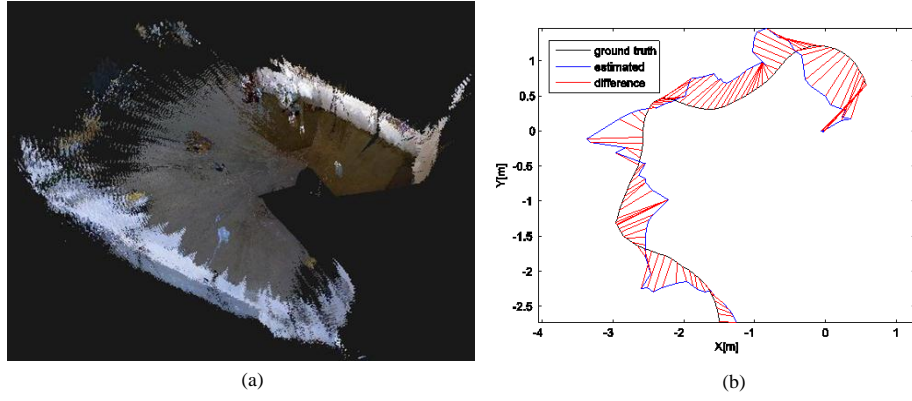 ground truth
estimated
difference
1
0.5
0
-0.5
-1
-1.5
-2
-2.5
Y[m]
-4
-3
-2
-1
0
1
X[m]
(a)
(b)